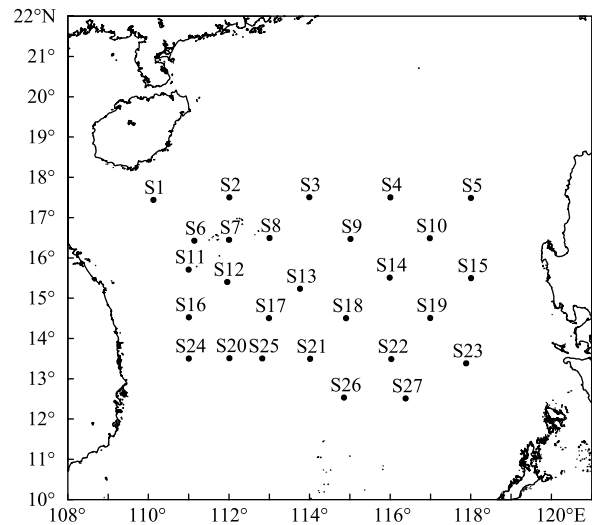 22°N
21°
20°
19°
18°
S1 S2 S3 S4 S5
17°
S6 S7 S8 S9 S10
16°
S11 S12 S13 S14 S15
15°
S16 S17 S18 S19
14°
S24 S20 S25 S21 S22 S23
13°
S26 S27
12°
11°
10°
108° 110° 112° 114° 116° 118° 120°E